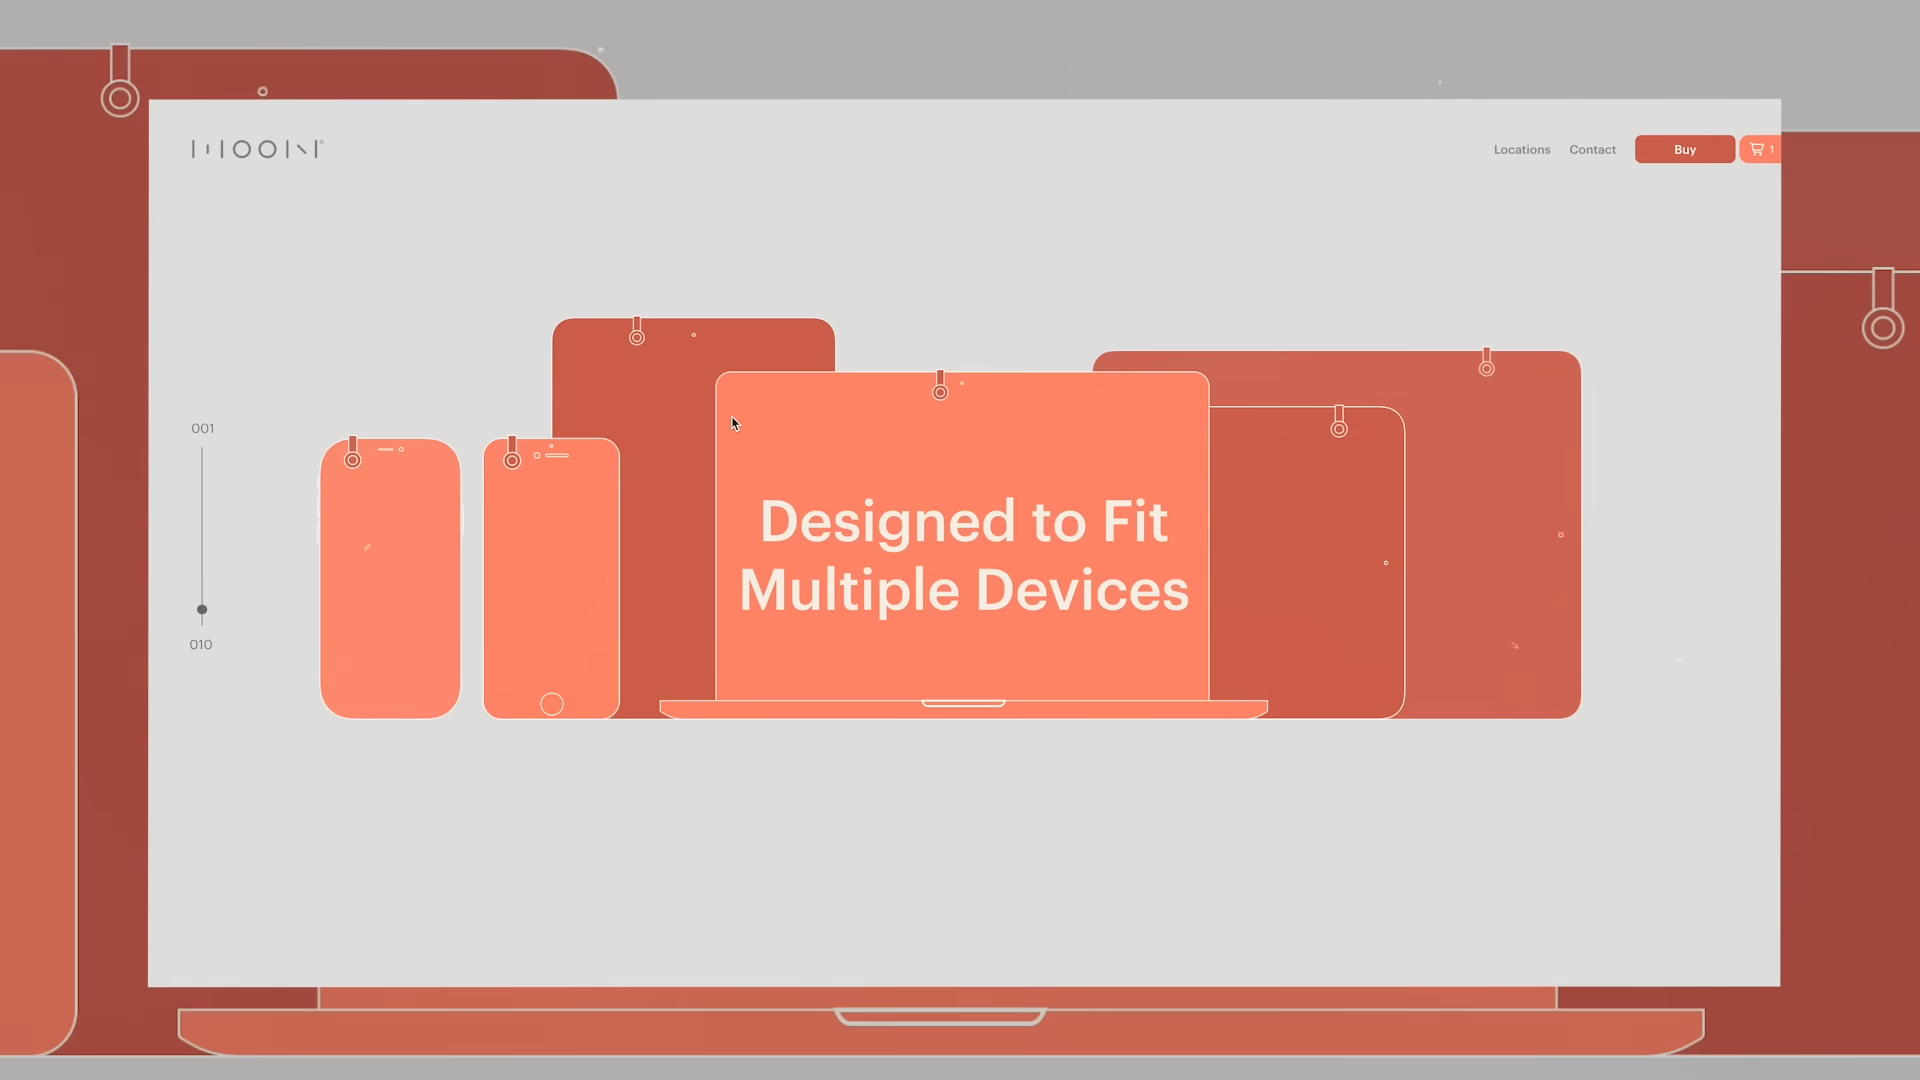 MOON®
Locations Contact Buy 1
001
010
Designed to Fit
Multiple Devices